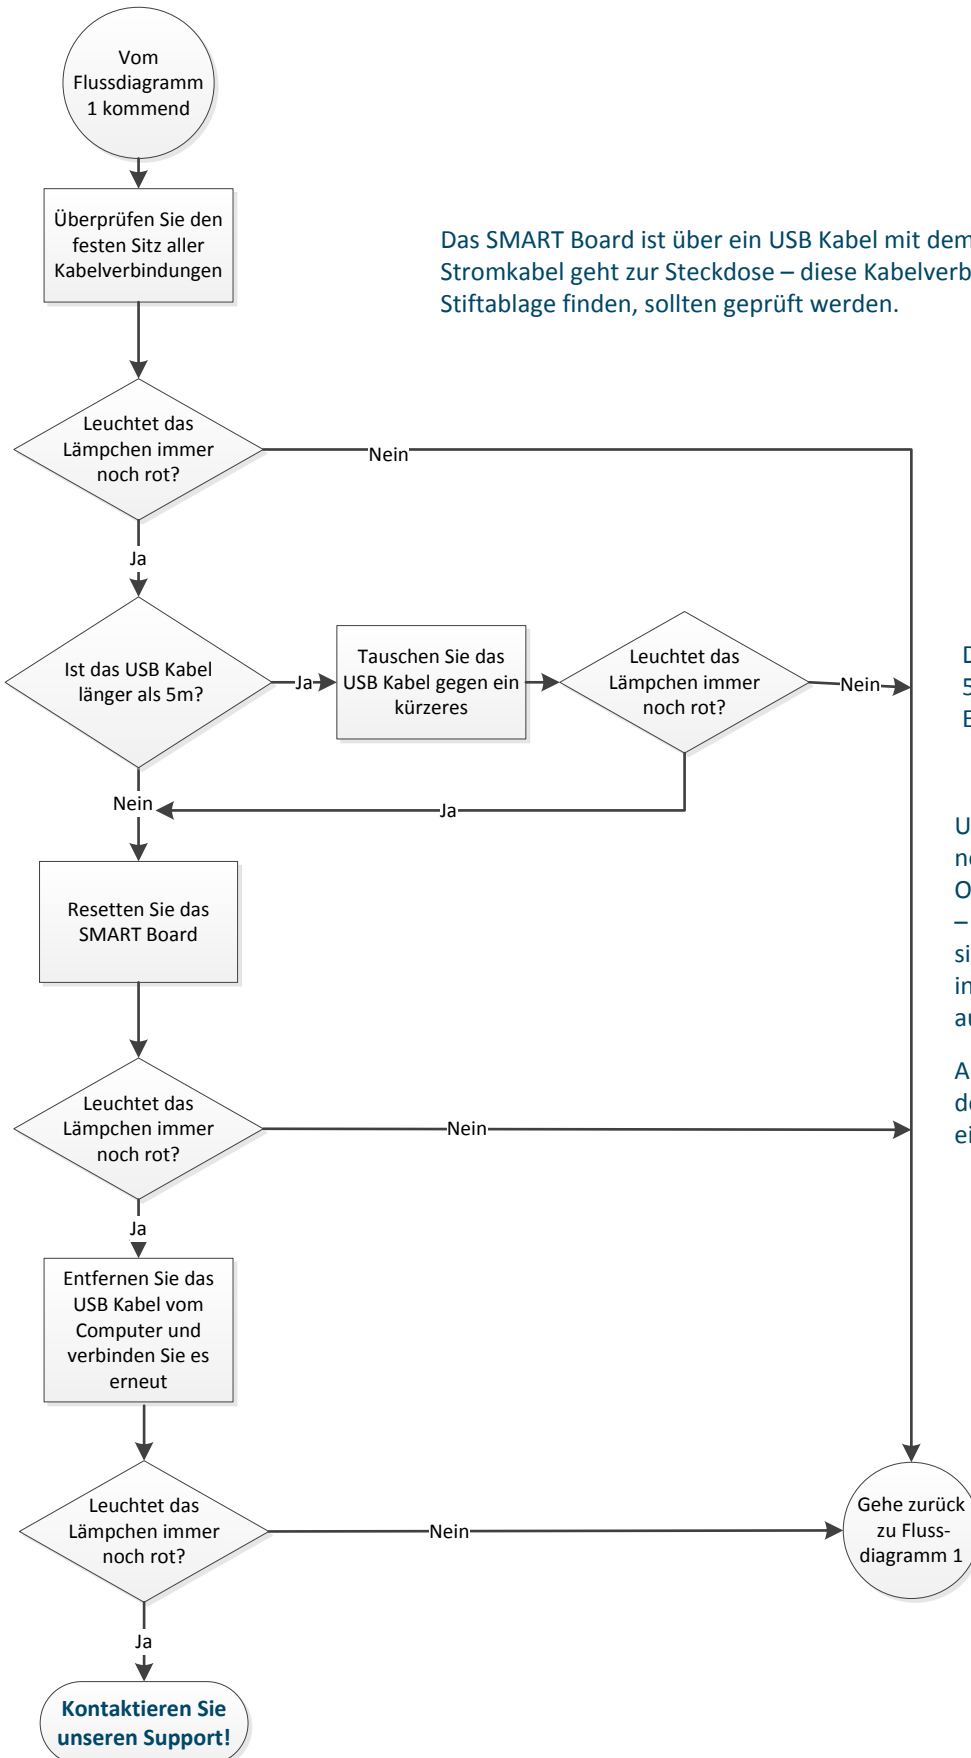 Vom
Flussdiagramm
1 kommend
Überprüfen Sie den
festen Sitz aller
Kabelverbindungen
Das SMART Board ist über ein USB Kabel mit dem
Stromkabel geht zur Steckdose – diese
Stiftablage finden, sollten geprüft werden.
Leuchtet das
Lämpchen immer
noch rot?
Nein
Ja
Ist das USB Kabel
länger als 5m?
Ja
Tauschen Sie das
USB Kabel gegen ein
kürzeres
Leuchtet das
Lämpchen immer
noch rot?
Nein
Nein
Ja
Resetten Sie das
SMART Board
Leuchtet das
Lämpchen immer
noch rot?
Nein
Ja
Entfernen Sie das
USB Kabel vom
Computer und
verbinden Sie es
erneut
Leuchtet das
Lämpchen immer
noch rot?
Nein
Gehe zurück
zu Fluss-
diagramm 1
Ja
Kontaktieren Sie
unseren Support!